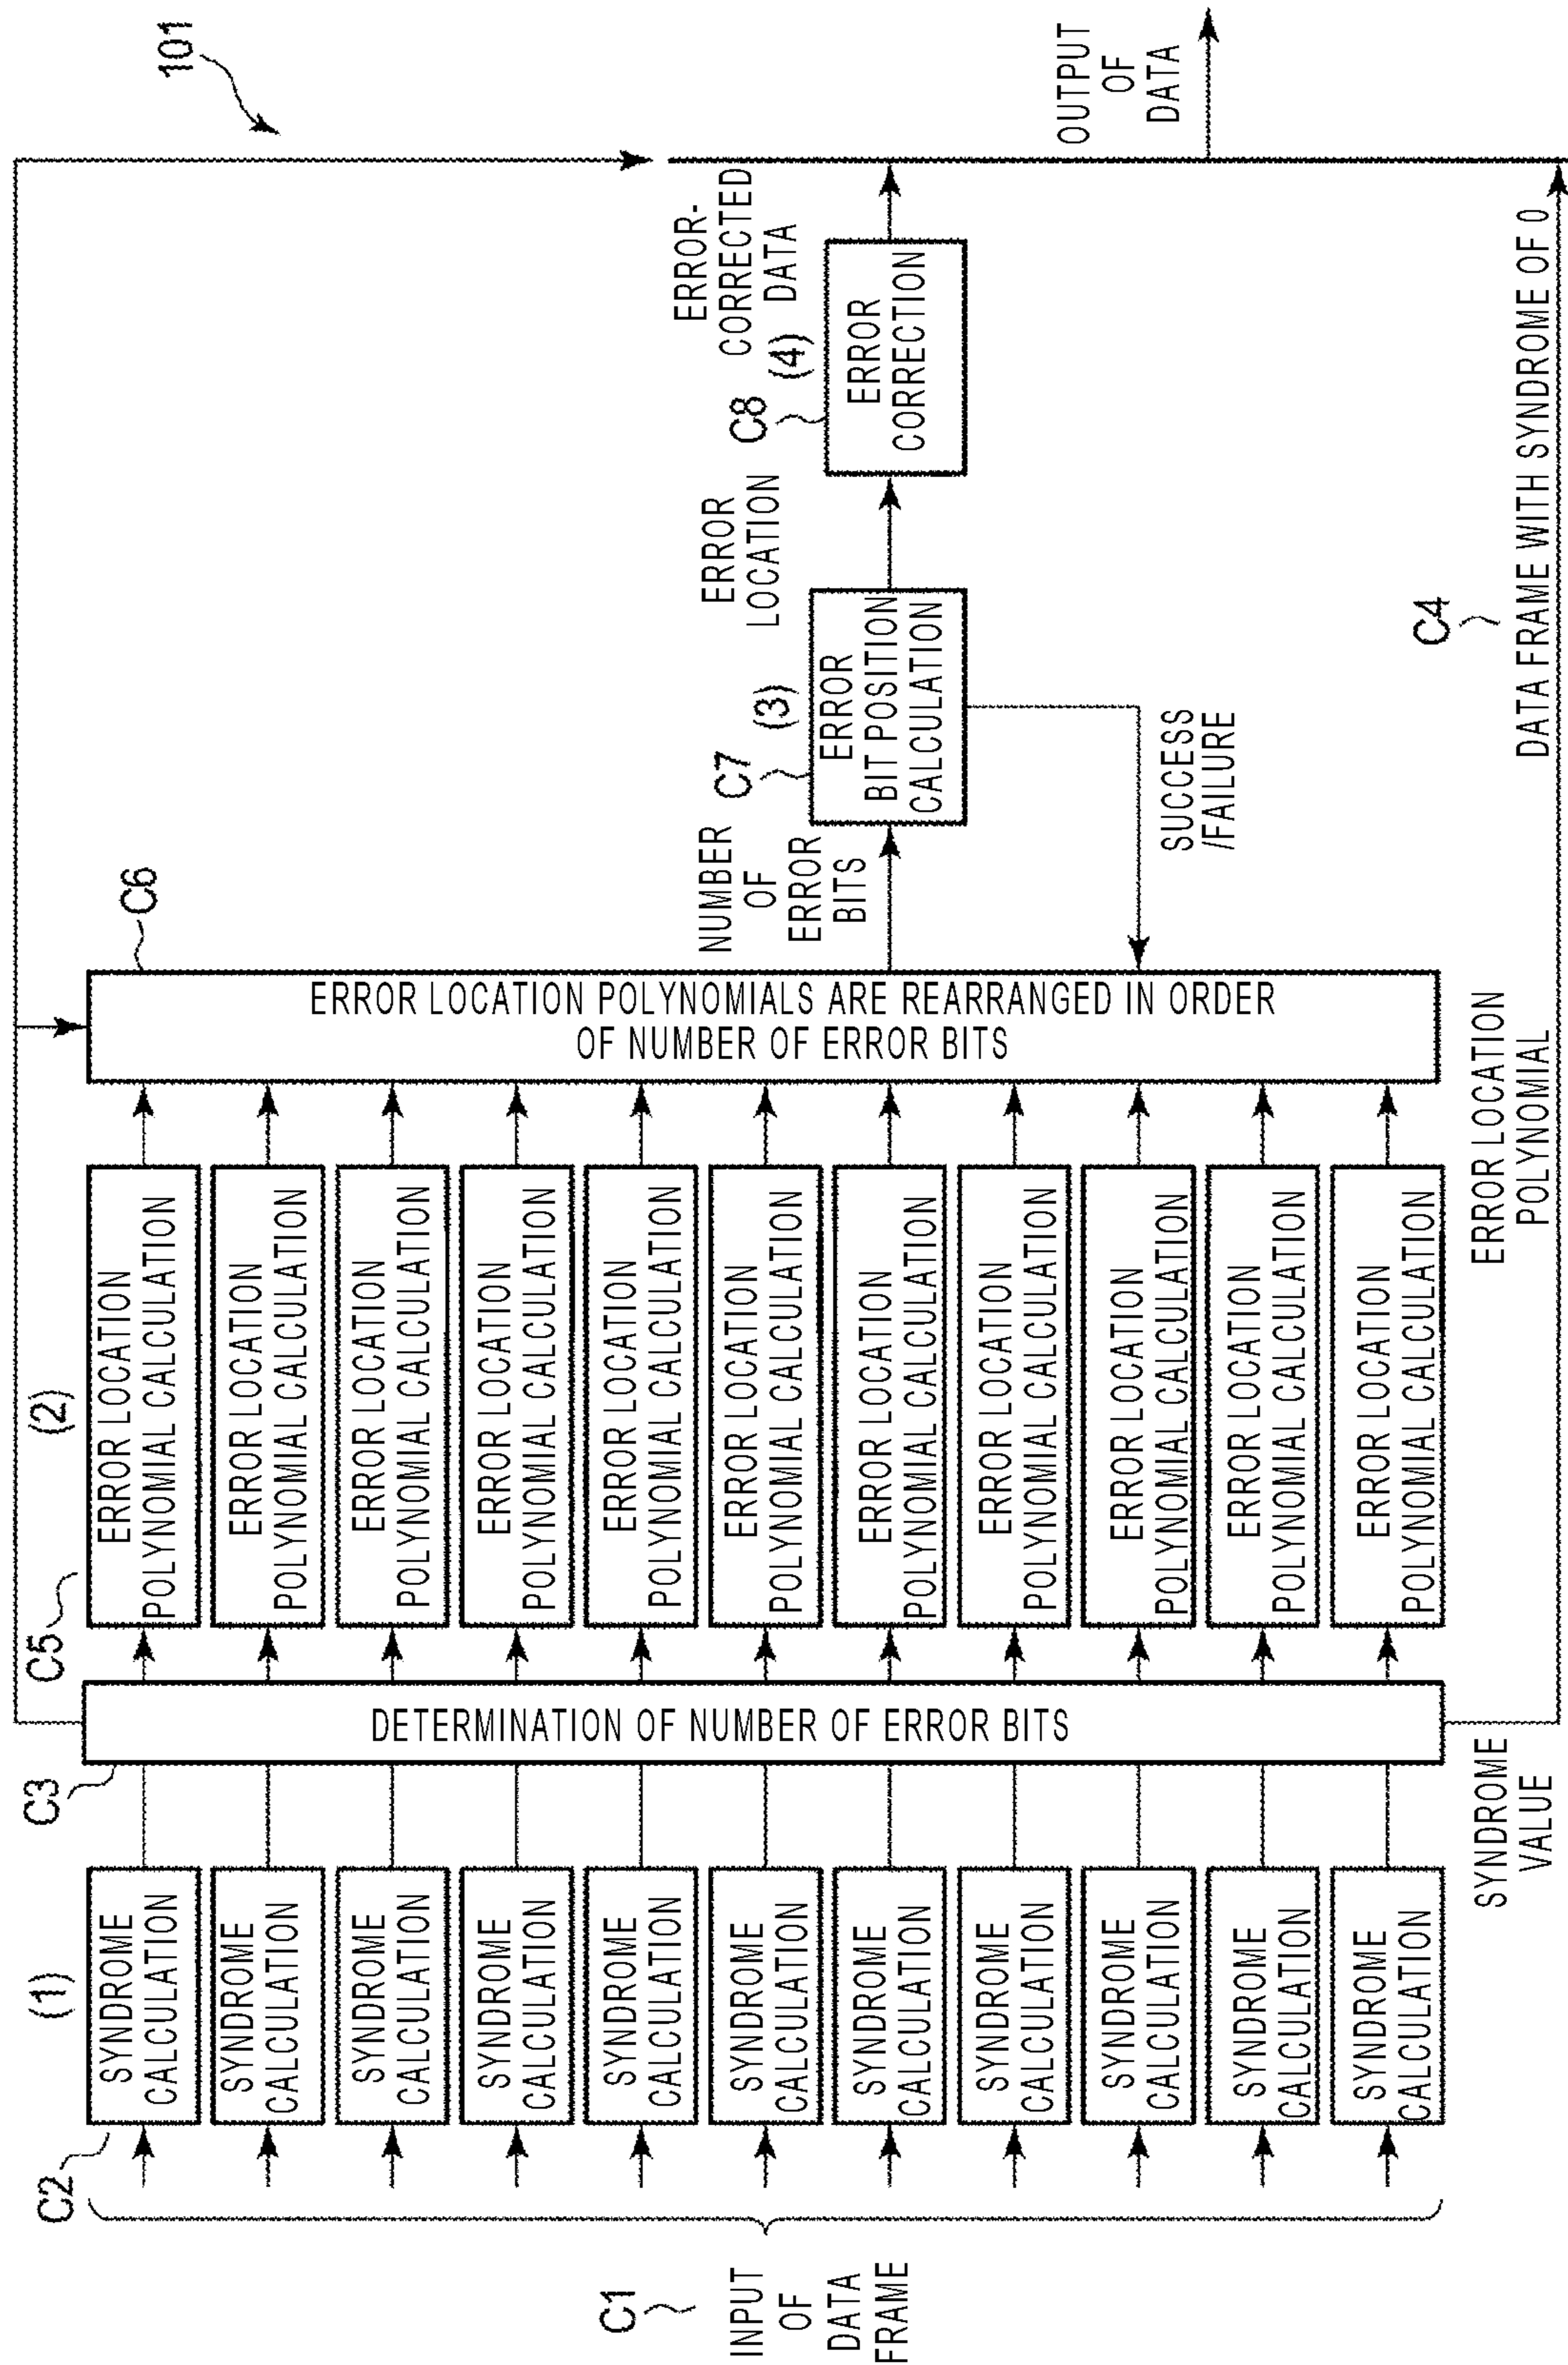 101
C1
INPUT
OF
DATA
FRAME
C2
(1)
SYNDROME
CALCULATION
SYNDROME
CALCULATION
SYNDROME
CALCULATION
SYNDROME
CALCULATION
SYNDROME
CALCULATION
SYNDROME
CALCULATION
SYNDROME
CALCULATION
SYNDROME
CALCULATION
SYNDROME
CALCULATION
SYNDROME
CALCULATION
SYNDROME
CALCULATION
SYNDROME
VALUE
C3
DETERMINATION OF NUMBER OF ERROR BITS
C5
(2)
ERROR LOCATION
POLYNOMIAL CALCULATION
ERROR LOCATION
POLYNOMIAL CALCULATION
ERROR LOCATION
POLYNOMIAL CALCULATION
ERROR LOCATION
POLYNOMIAL CALCULATION
ERROR LOCATION
POLYNOMIAL CALCULATION
ERROR LOCATION
POLYNOMIAL CALCULATION
ERROR LOCATION
POLYNOMIAL CALCULATION
ERROR LOCATION
POLYNOMIAL CALCULATION
ERROR LOCATION
POLYNOMIAL CALCULATION
ERROR LOCATION
POLYNOMIAL CALCULATION
ERROR LOCATION
POLYNOMIAL CALCULATION
ERROR LOCATION
POLYNOMIAL
C6
ERROR LOCATION POLYNOMIALS ARE REARRANGED IN ORDER
OF NUMBER OF ERROR BITS
NUMBER
OF
ERROR
BITS
C7
(3)
ERROR
BIT POSITION
CALCULATION
SUCCESS
/FAILURE
ERROR
LOCATION
C8
(4)
ERROR
CORRECTION
ERROR-
CORRECTED
DATA
C4
DATA FRAME WITH SYNDROME OF 0
OUTPUT
OF
DATA